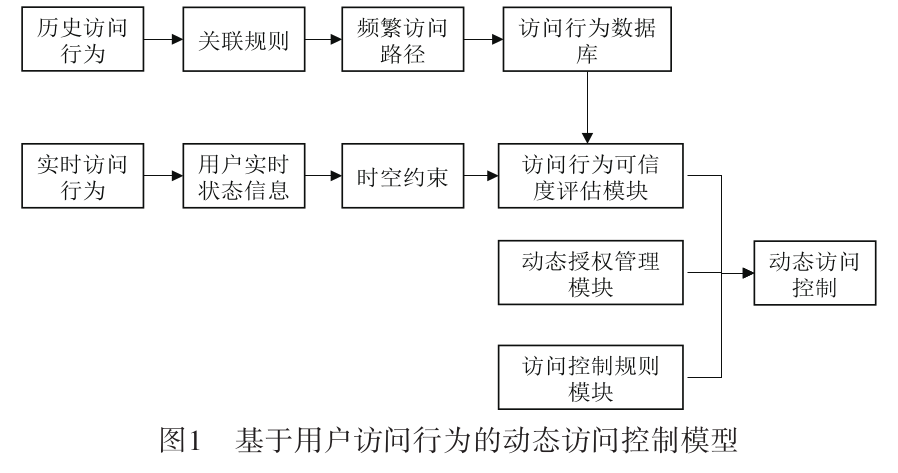 历史访问
行为
关联规则
频繁访问
路径
访问行为数据
库
实时访问
行为
用户实时
状态信息
时空约束
访问行为可信
度评估模块
动态授权管理
模块
动态访问
控制
访问控制规则
模块
图1 基于用户访问行为的动态访问控制模型